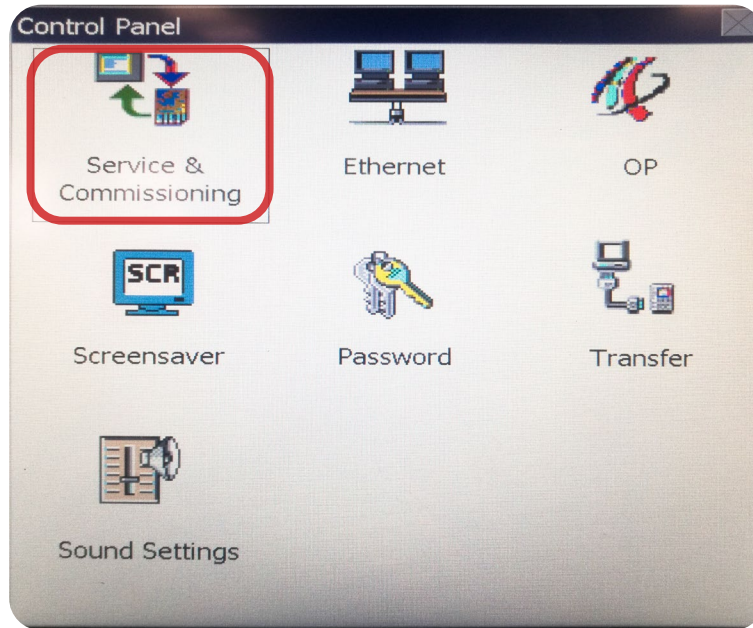 Control Panel
Service &
Commissioning
Ethernet
OP
SCR
Screensaver
Password
Transfer
Sound Settings